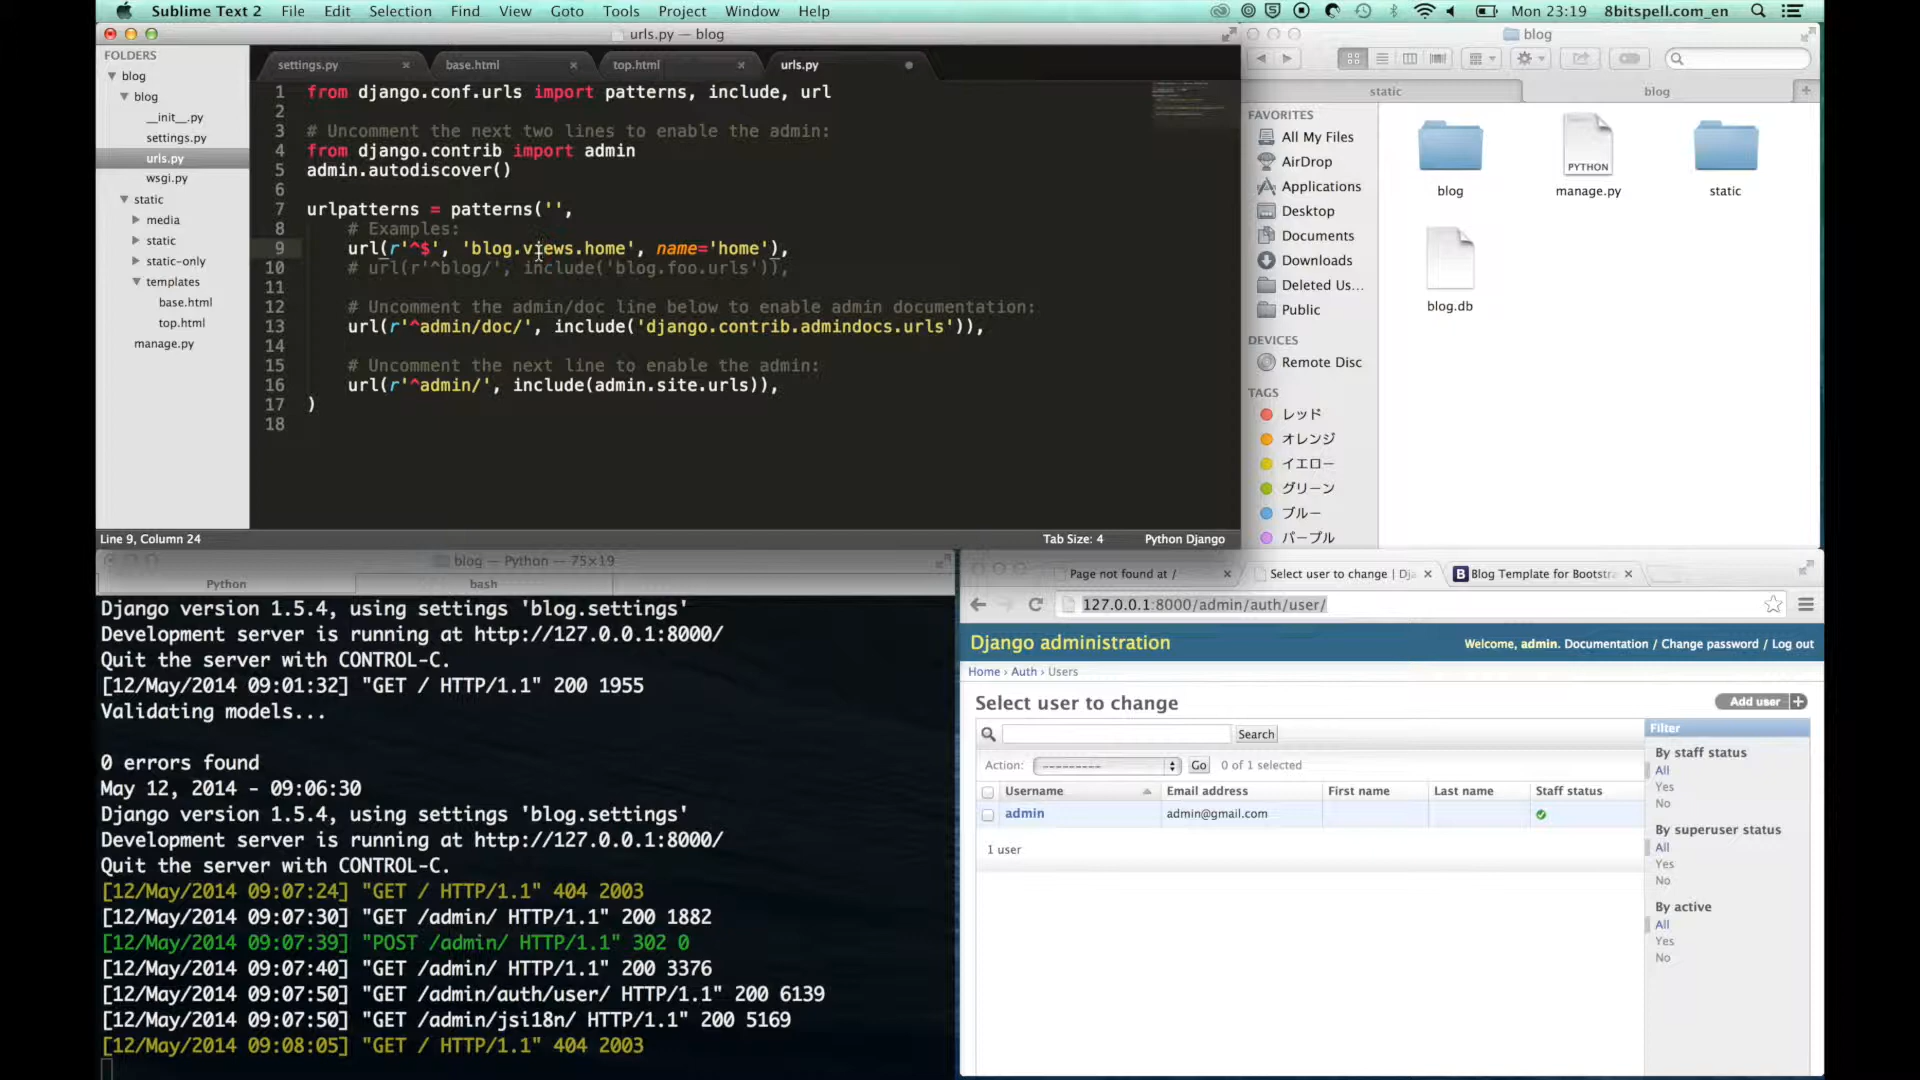 Sublime Text 2 File Edit Selection Find View Goto Tools Project Window Help Mon 23:19 8bitspell.com_en
urls.py — blog
FOLDERS
blog
blog
__init__.py
settings.py
urls.py
wsgi.py
static
media
static
static-only
templates
base.html
top.html
manage.py
settings.py × base.html × top.html × urls.py
1 from django.conf.urls import patterns, include, url
2
3 # Uncomment the next two lines to enable the admin:
4 from django.contrib import admin
5 admin.autodiscover()
6
7 urlpatterns = patterns('',
8 # Examples:
9 url(r'^$', 'blog.views.home', name='home'),
10 # url(r'^blog/', include('blog.foo.urls')),
11
12 # Uncomment the admin/doc line below to enable admin documentation:
13 url(r'^admin/doc/', include('django.contrib.admindocs.urls')),
14
15 # Uncomment the next line to enable the admin:
16 url(r'^admin/', include(admin.site.urls)),
17 )
18
Line 9, Column 24 Tab Size: 4 Python Django
blog
static blog +
FAVORITES
All My Files
AirDrop
Applications
Desktop
Documents
Downloads
Deleted Us...
Public
DEVICES
Remote Disc
TAGS
レッド
オレンジ
イエロー
グリーン
ブルー
パープル
PYTHON
blog manage.py static
blog.db
blog — Python — 75×19
Python bash
Django version 1.5.4, using settings 'blog.settings'
Development server is running at http://127.0.0.1:8000/
Quit the server with CONTROL-C.
[12/May/2014 09:01:32] "GET / HTTP/1.1" 200 1955
Validating models...
0 errors found
May 12, 2014 - 09:06:30
Django version 1.5.4, using settings 'blog.settings'
Development server is running at http://127.0.0.1:8000/
Quit the server with CONTROL-C.
[12/May/2014 09:07:24] "GET / HTTP/1.1" 404 2003
[12/May/2014 09:07:30] "GET /admin/ HTTP/1.1" 200 1882
[12/May/2014 09:07:39] "POST /admin/ HTTP/1.1" 302 0
[12/May/2014 09:07:40] "GET /admin/ HTTP/1.1" 200 3376
[12/May/2014 09:07:50] "GET /admin/auth/user/ HTTP/1.1" 200 6139
[12/May/2014 09:07:50] "GET /admin/jsi18n/ HTTP/1.1" 200 5169
[12/May/2014 09:08:05] "GET / HTTP/1.1" 404 2003
Page not found at / × Select user to change | Dja × B Blog Template for Bootstra ×
127.0.0.1:8000/admin/auth/user/
Django administration
Welcome, admin. Documentation / Change password / Log out
Home › Auth › Users
Select user to change
Add user +
Search
Action: --------- Go 0 of 1 selected
Username Email address First name Last name Staff status
admin admin@gmail.com
1 user
Filter
By staff status
All
Yes
No
By superuser status
All
Yes
No
By active
All
Yes
No